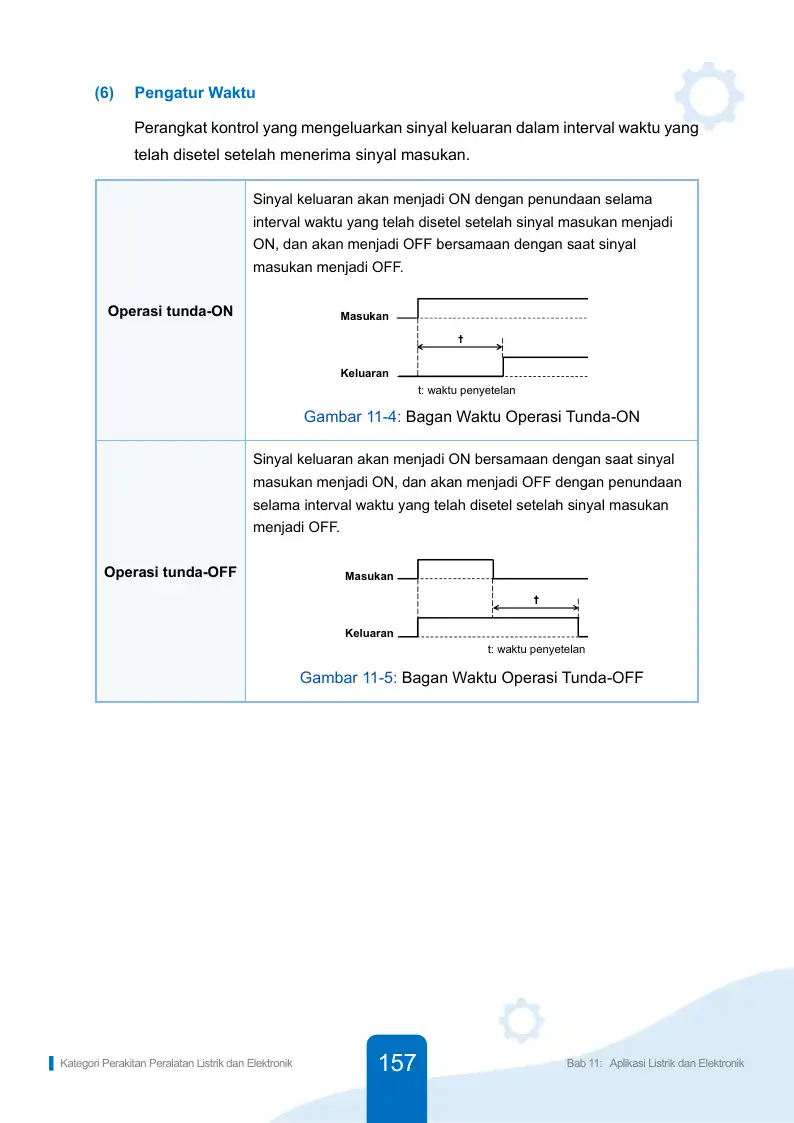 (6) Pengatur Waktu
Perangkat kontrol yang mengeluarkan sinyal keluaran dalam interval waktu yang
telah disetel setelah menerima sinyal masukan.
Operasi tunda-ON
Sinyal keluaran akan menjadi ON dengan penundaan selama
interval waktu yang telah disetel setelah sinyal masukan menjadi
ON, dan akan menjadi OFF bersamaan dengan saat sinyal
masukan menjadi OFF.
Masukan
t
Keluaran
t: waktu penyetelan
Gambar 11-4: Bagan Waktu Operasi Tunda-ON
Operasi tunda-OFF
Sinyal keluaran akan menjadi ON bersamaan dengan saat sinyal
masukan menjadi ON, dan akan menjadi OFF dengan penundaan
selama interval waktu yang telah disetel setelah sinyal masukan
menjadi OFF.
Masukan
t
Keluaran
t: waktu penyetelan
Gambar 11-5: Bagan Waktu Operasi Tunda-OFF
Kategori Perakitan Peralatan Listrik dan Elektronik
157
Bab 11: Aplikasi Listrik dan Elektronik